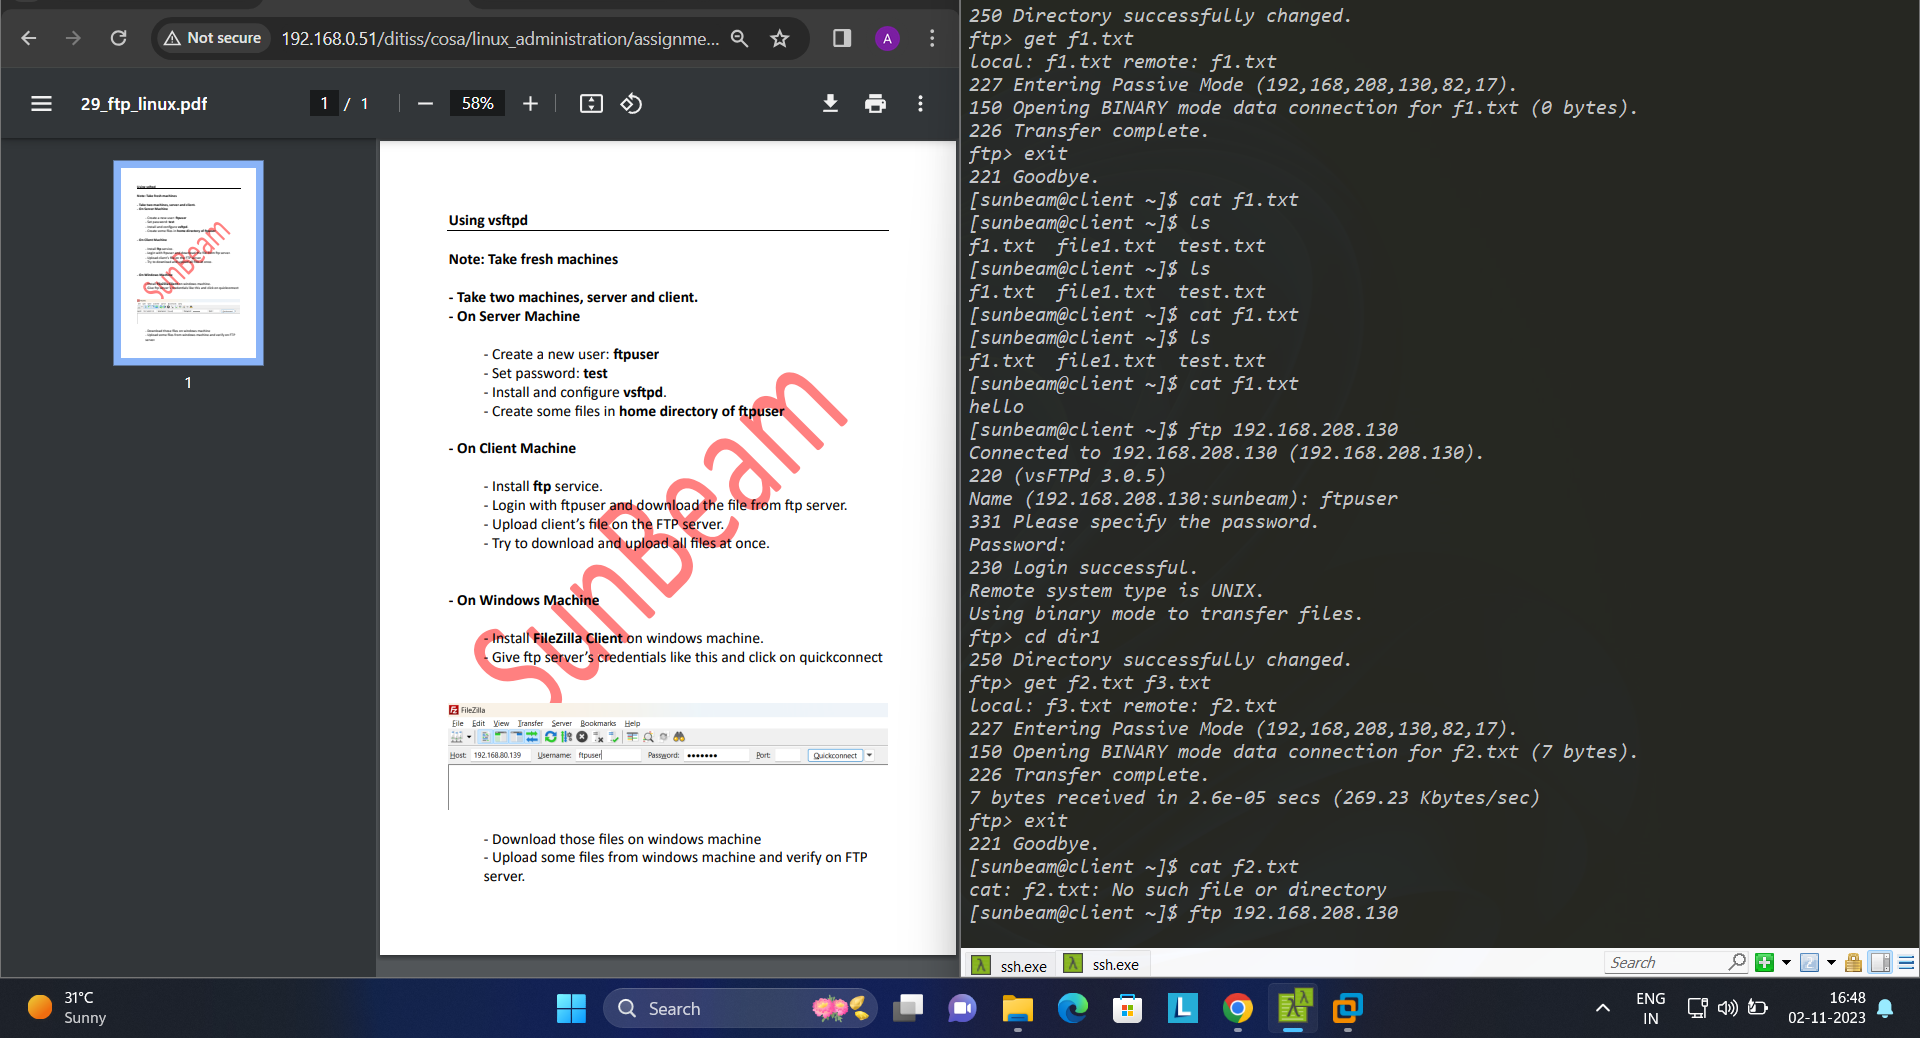 Not secure
192.168.0.51/ditiss/cosa/linux_administration/assignme...
A
29_ftp_linux.pdf
1 / 1
58%
1
Using vsftpd
Note: Take fresh machines
- Take two machines, server and client.
- On Server Machine
- Create a new user: ftpuser
- Set password: test
- Install and configure vsftpd.
- Create some files in home directory of ftpuser
- On Client Machine
- Install ftp service.
- Login with ftpuser and download the file from ftp server.
- Upload client's file on the FTP server.
- Try to download and upload all files at once.
- On Windows Machine
- Install FileZilla Client on windows machine.
- Give ftp server's credentials like this and click on quickconnect
SunBeam
FileZilla
File Edit View Transfer Server Bookmarks Help
Host: 192.168.80.139 Username: ftpuser Password: ●●●●●●● Port: Quickconnect
- Download those files on windows machine
- Upload some files from windows machine and verify on FTP
server.
250 Directory successfully changed.
ftp> get f1.txt
local: f1.txt remote: f1.txt
227 Entering Passive Mode (192,168,208,130,82,17).
150 Opening BINARY mode data connection for f1.txt (0 bytes).
226 Transfer complete.
ftp> exit
221 Goodbye.
[sunbeam@client ~]$ cat f1.txt
[sunbeam@client ~]$ ls
f1.txt  file1.txt  test.txt
[sunbeam@client ~]$ ls
f1.txt  file1.txt  test.txt
[sunbeam@client ~]$ cat f1.txt
[sunbeam@client ~]$ ls
f1.txt  file1.txt  test.txt
[sunbeam@client ~]$ cat f1.txt
hello
[sunbeam@client ~]$ ftp 192.168.208.130
Connected to 192.168.208.130 (192.168.208.130).
220 (vsFTPd 3.0.5)
Name (192.168.208.130:sunbeam): ftpuser
331 Please specify the password.
Password:
230 Login successful.
Remote system type is UNIX.
Using binary mode to transfer files.
ftp> cd dir1
250 Directory successfully changed.
ftp> get f2.txt f3.txt
local: f3.txt remote: f2.txt
227 Entering Passive Mode (192,168,208,130,82,17).
150 Opening BINARY mode data connection for f2.txt (7 bytes).
226 Transfer complete.
7 bytes received in 2.6e-05 secs (269.23 Kbytes/sec)
ftp> exit
221 Goodbye.
[sunbeam@client ~]$ cat f2.txt
cat: f2.txt: No such file or directory
[sunbeam@client ~]$ ftp 192.168.208.130
ssh.exe
ssh.exe
Search
31°C
Sunny
Search
L
ENG
IN
16:48
02-11-2023